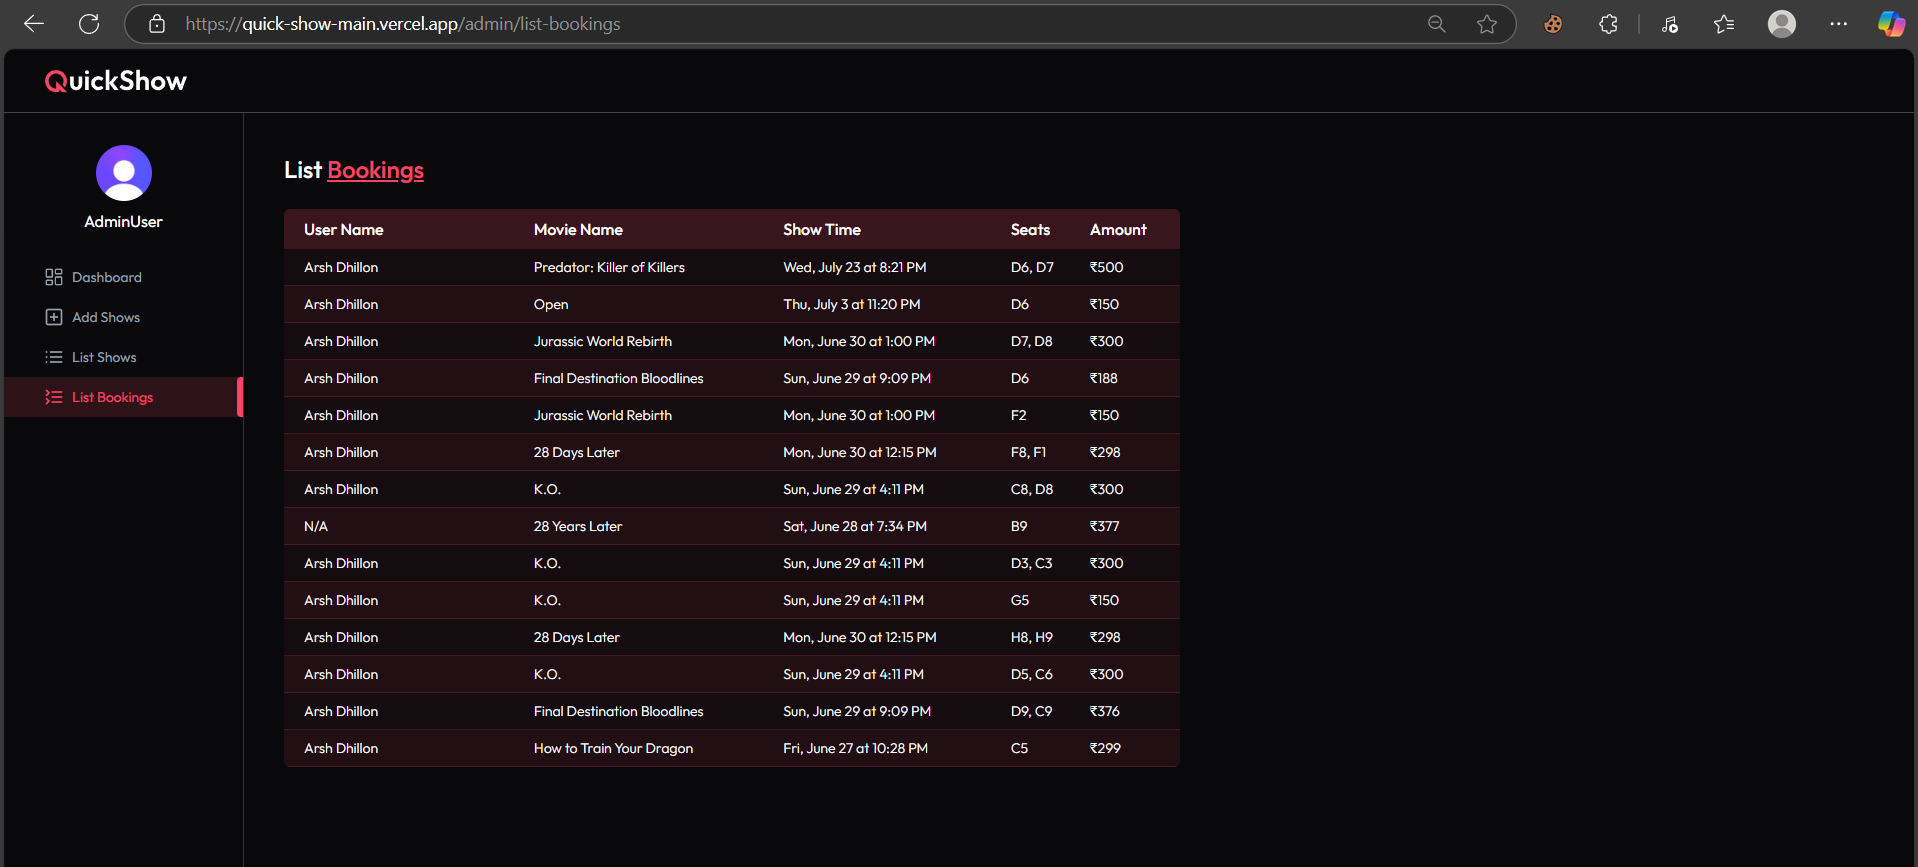 https://quick-show-main.vercel.app/admin/list-bookings
QuickShow
AdminUser
Dashboard
Add Shows
List Shows
List Bookings
List Bookings
User Name Movie Name Show Time Seats Amount
Arsh Dhillon Predator: Killer of Killers Wed, July 23 at 8:21 PM D6, D7 ₹500
Arsh Dhillon Open Thu, July 3 at 11:20 PM D6 ₹150
Arsh Dhillon Jurassic World Rebirth Mon, June 30 at 1:00 PM D7, D8 ₹300
Arsh Dhillon Final Destination Bloodlines Sun, June 29 at 9:09 PM D6 ₹188
Arsh Dhillon Jurassic World Rebirth Mon, June 30 at 1:00 PM F2 ₹150
Arsh Dhillon 28 Days Later Mon, June 30 at 12:15 PM F8, F1 ₹298
Arsh Dhillon K.O. Sun, June 29 at 4:11 PM C8, D8 ₹300
N/A 28 Years Later Sat, June 28 at 7:34 PM B9 ₹377
Arsh Dhillon K.O. Sun, June 29 at 4:11 PM D3, C3 ₹300
Arsh Dhillon K.O. Sun, June 29 at 4:11 PM G5 ₹150
Arsh Dhillon 28 Days Later Mon, June 30 at 12:15 PM H8, H9 ₹298
Arsh Dhillon K.O. Sun, June 29 at 4:11 PM D5, C6 ₹300
Arsh Dhillon Final Destination Bloodlines Sun, June 29 at 9:09 PM D9, C9 ₹376
Arsh Dhillon How to Train Your Dragon Fri, June 27 at 10:28 PM C5 ₹299